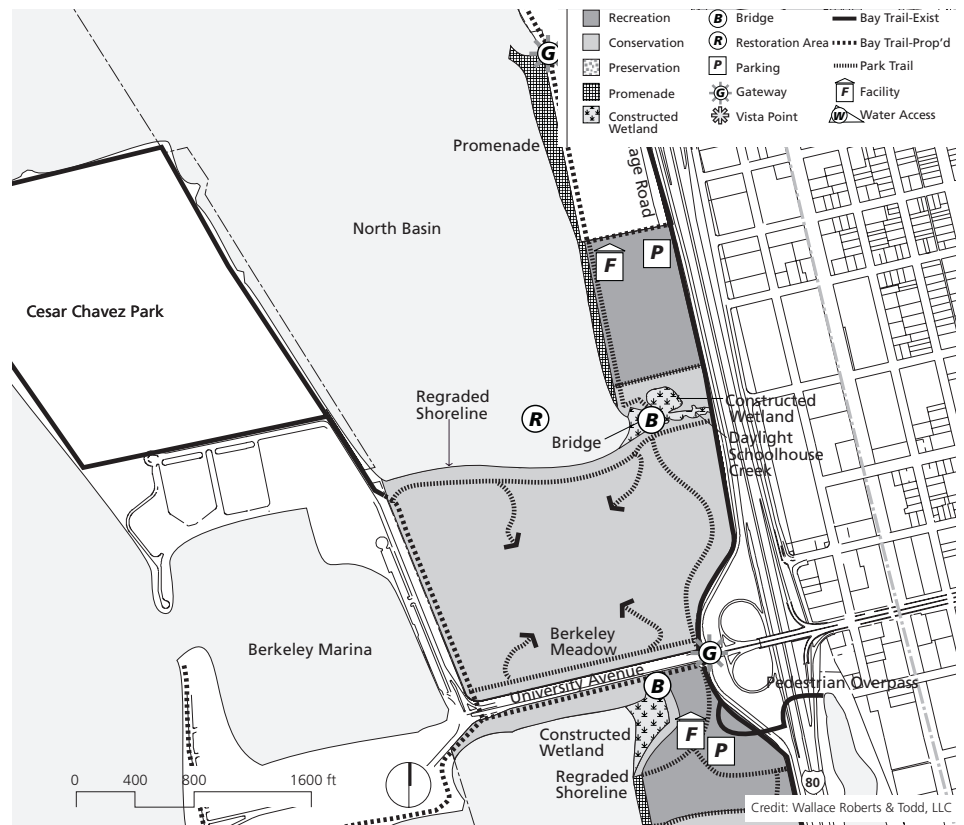 Recreation
Conservation
Preservation
Promenade
Constructed
Wetland
B Bridge
R Restoration Area
P Parking
G Gateway
Vista Point
Bay Trail-Exist
Bay Trail-Prop'd
Park Trail
F Facility
W Water Access
G
Promenade
Road
North Basin
F
P
Cesar Chavez Park
Regraded
Shoreline
R
Bridge
B
Constructed
Wetland
Daylight
Schoolhouse
Creek
Berkeley
Meadow
Berkeley Marina
University Avenue
G
B
Pedestrian Overpass
Constructed
Wetland
F
P
Regraded
Shoreline
80
0 400 800 1600 ft
Credit: Wallace Roberts & Todd, LLC